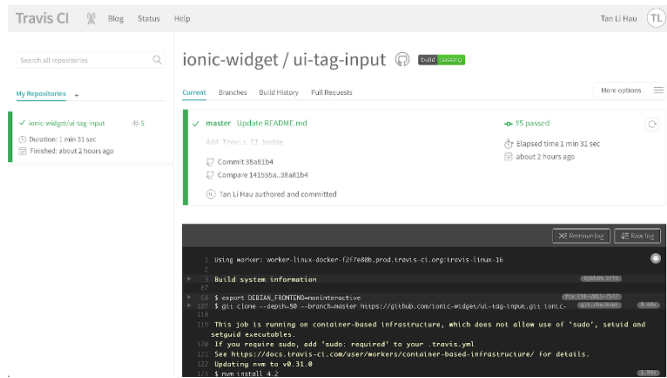 Travis CI Blog Status Help Tan Li Hau TL
Search all repositories
ionic-widget / ui-tag-input build passing
My Repositories +
Current Branches Build History Pull Requests More options
ionic-widget/ui-tag-input #5
Duration: 1 min 31 sec
Finished: about 2 hours ago
master Update README.md #5 passed
Add Travis CI badge Elapsed time 1 min 31 sec
Commit 38a81b4 about 2 hours ago
Compare 141555a..38a81b4
Tan Li Hau authored and committed
Remove log Raw log
1 Using worker: worker-linux-docker-f2f7e80b.prod.travis-ci.org:travis-linux-16
2
3 Build system information system_info
67
68 $ export DEBIAN_FRONTEND=noninteractive
107 $ git clone --depth=50 --branch=master https://github.com/ionic-widget/ui-tag-input.git ionic- git.checkout
118
119 This job is running on container-based infrastructure, which does not allow use of 'sudo', setuid and
setguid executables.
120 If you require sudo, add 'sudo: required' to your .travis.yml
121 See https://docs.travis-ci.com/user/workers/container-based-infrastructure/ for details.
122 Updating nvm to v0.31.0
123 $ nvm install 4.2